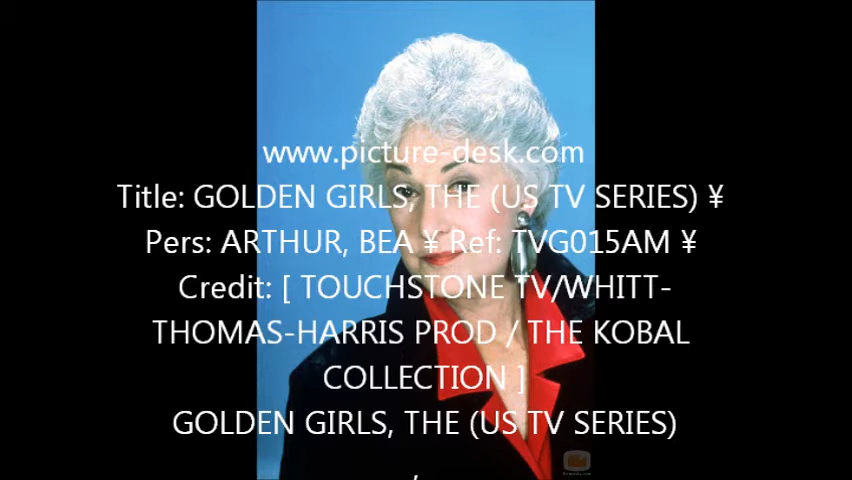 www.picture-desk.com
Title: GOLDEN GIRLS, THE (US TV SERIES) ¥
Pers: ARTHUR, BEA ¥ Ref: TVG015AM ¥
Credit: [ TOUCHSTONE TV/WHITT-
THOMAS-HARRIS PROD / THE KOBAL
COLLECTION ]
GOLDEN GIRLS, THE (US TV SERIES)
,